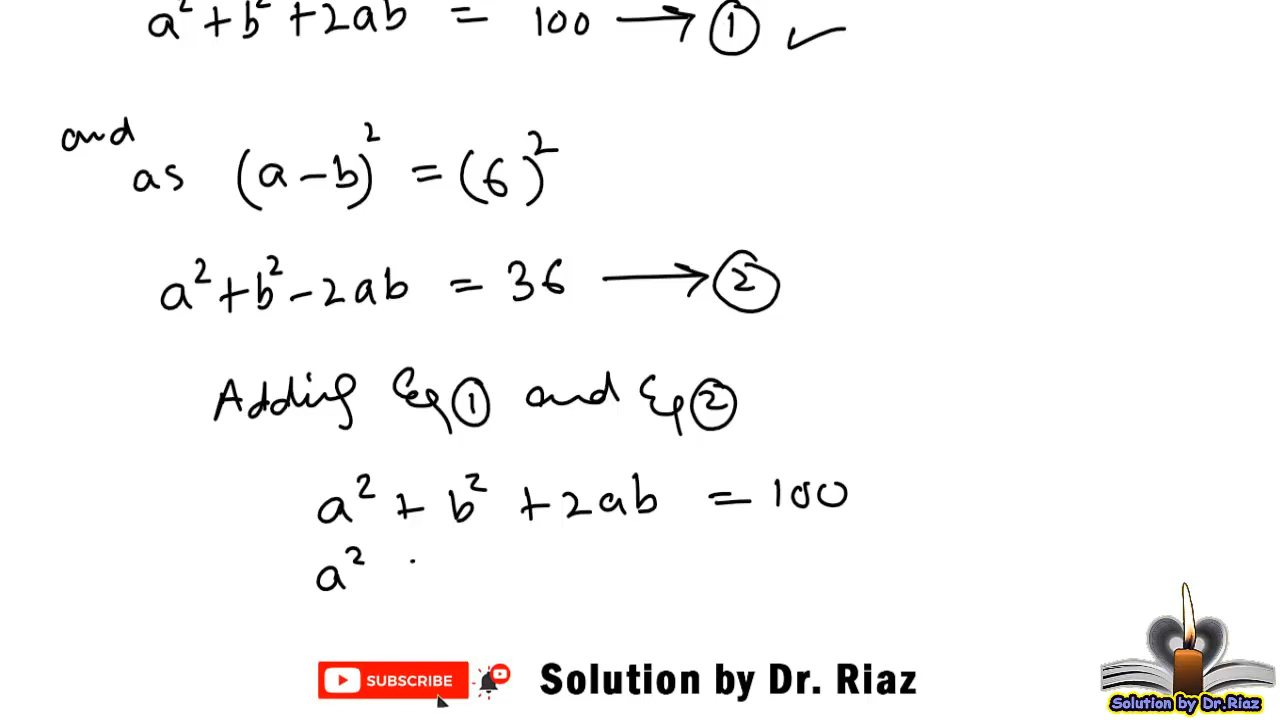 a² + b² + 2ab = 100 ⟶ ① ✓
and
as (a - b)² = (6)²
a² + b² - 2ab = 36 ⟶ ②
Adding Eq ① and Eq ②
a² + b² + 2ab = 100
a²
SUBSCRIBE Solution by Dr. Riaz
Solution by Dr.Riaz